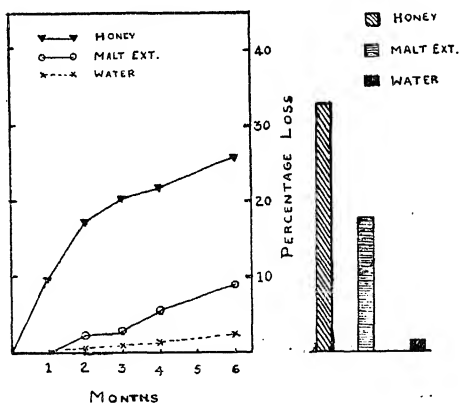 HONEY
MALT EXT.
WATER
40
30
20
10
PERCENTAGE LOSS
1 2 3 4 5 6
MONTHS
HONEY
MALT EXT.
WATER